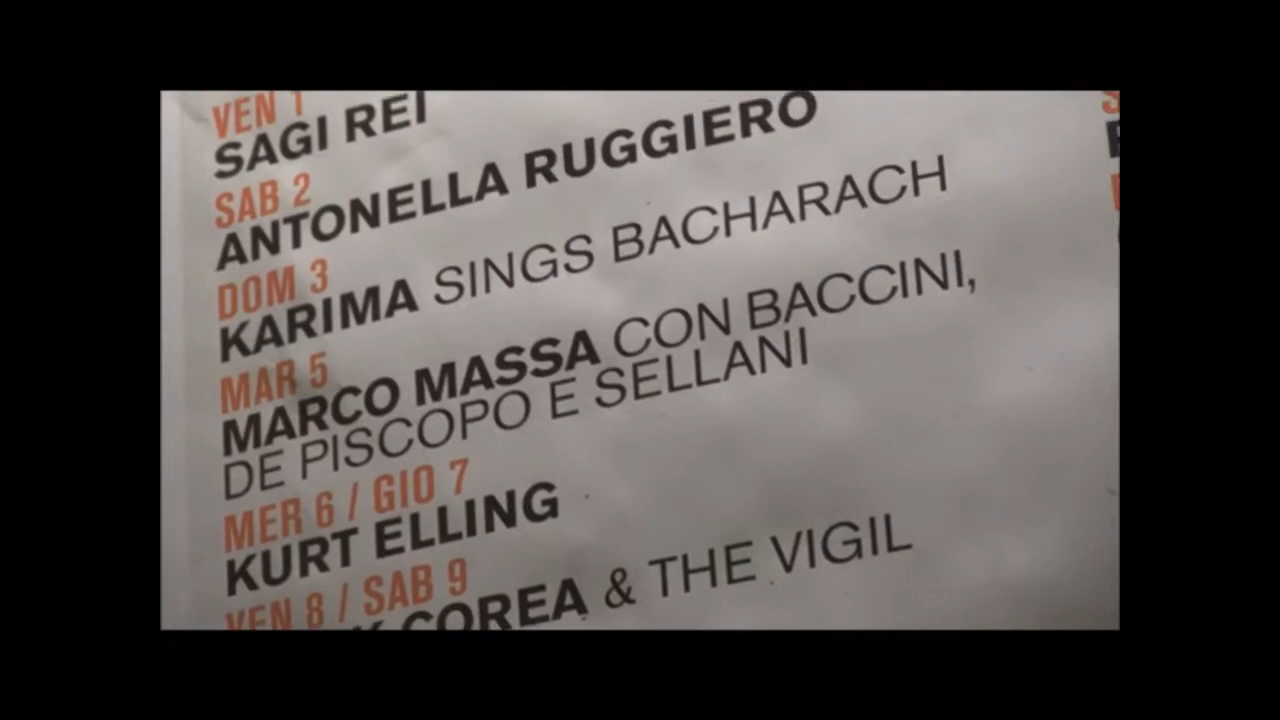 VEN 1
SAGI REI
SAB 2
ANTONELLA RUGGIERO
DOM 3
KARIMA SINGS BACHARACH
MAR 5
MARCO MASSA CON BACCINI,
DE PISCOPO E SELLANI
MER 6 / GIO 7
KURT ELLING
VEN 8 / SAB 9
COREA & THE VIGIL